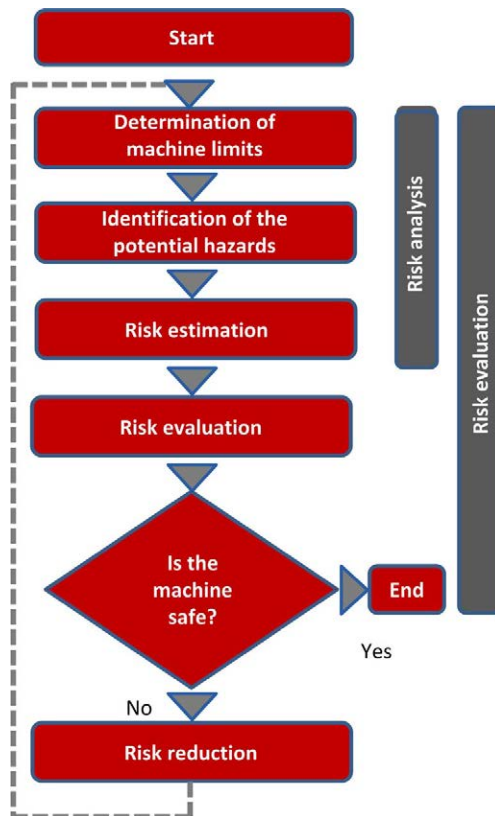 Start
Determination of
machine limits
Identification of the
potential hazards
Risk estimation
Risk evaluation
Is the
machine
safe?
End
Yes
No
Risk reduction
Risk analysis
Risk evaluation